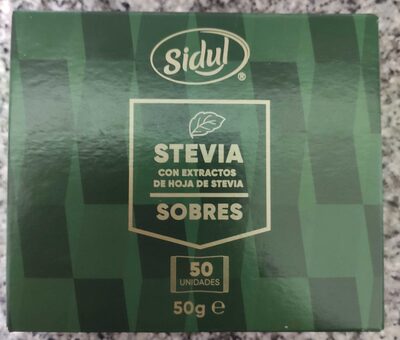 Sidul®
STEVIA
CON EXTRACTOS
DE HOJA DE STEVIA
SOBRES
50
UNIDADES
50g ℮